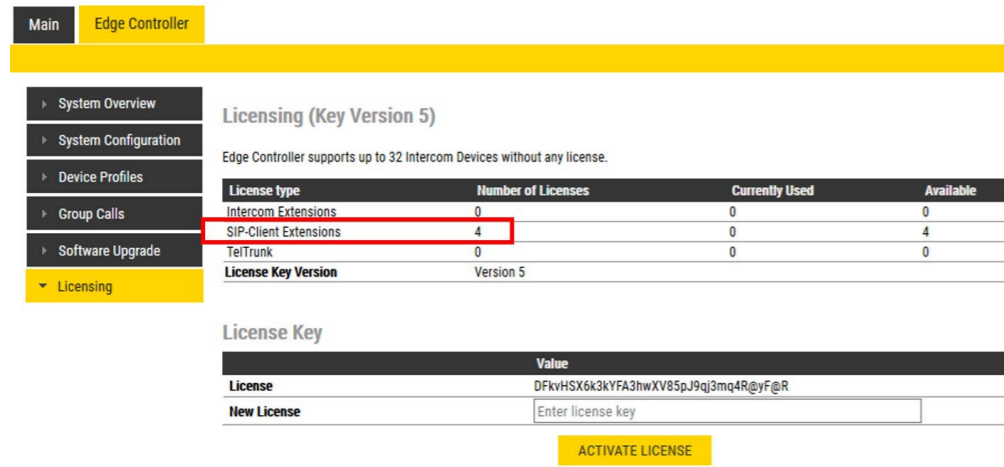 Main Edge Controller
System Overview
System Configuration
Device Profiles
Group Calls
Software Upgrade
Licensing
Licensing (Key Version 5)
Edge Controller supports up to 32 Intercom Devices without any license.
License type Number of Licenses Currently Used Available
Intercom Extensions 0 0 0
SIP-Client Extensions 4 0 4
TelTrunk 0 0 0
License Key Version Version 5
License Key
Value
License DFkvHSX6k3kYFA3hwXV85pJ9qj3mq4R@yF@R
New License Enter license key
ACTIVATE LICENSE